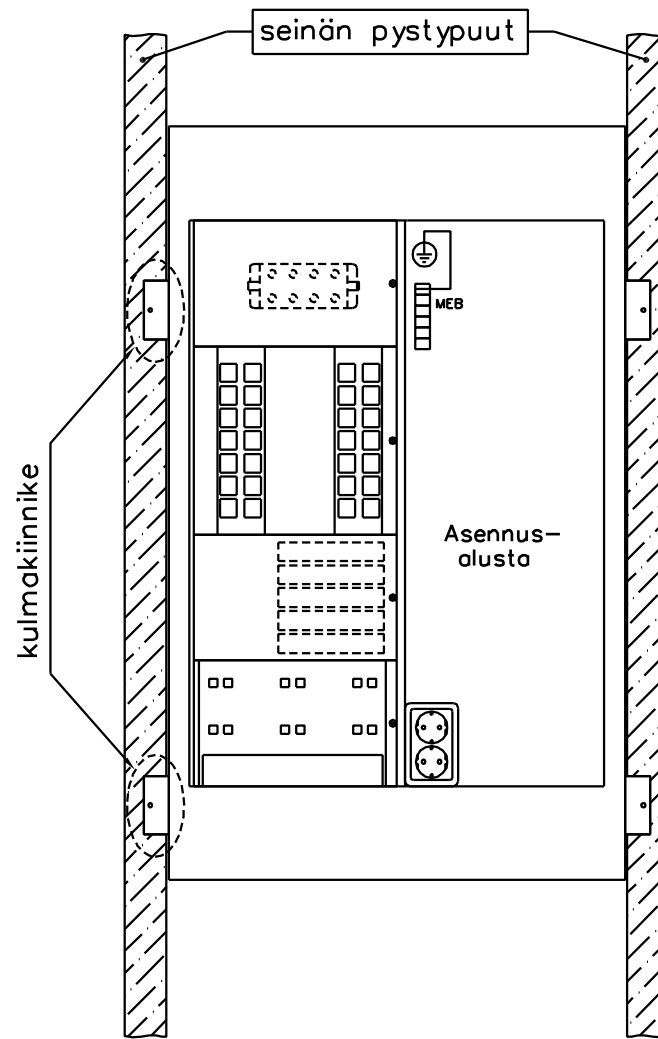 seinän pystypuut
MEB
kulmakiinnike
Asennus-
alusta